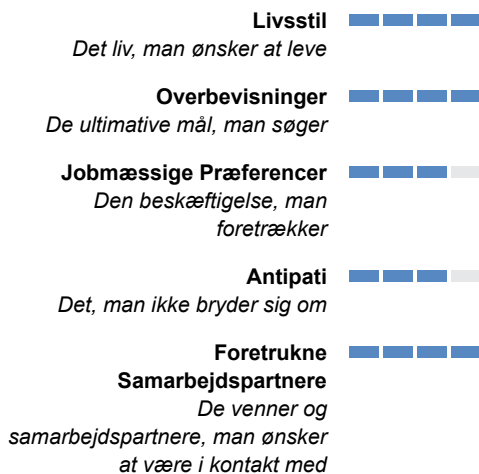 Livsstil
Det liv, man ønsker at leve
Overbevisninger
De ultimative mål, man søger
Jobmæssige Præferencer
Den beskæftigelse, man
foretrækker
Antipati
Det, man ikke bryder sig om
Foretrukne
Samarbejdspartnere
De venner og
samarbejdspartnere, man ønsker
at være i kontakt med